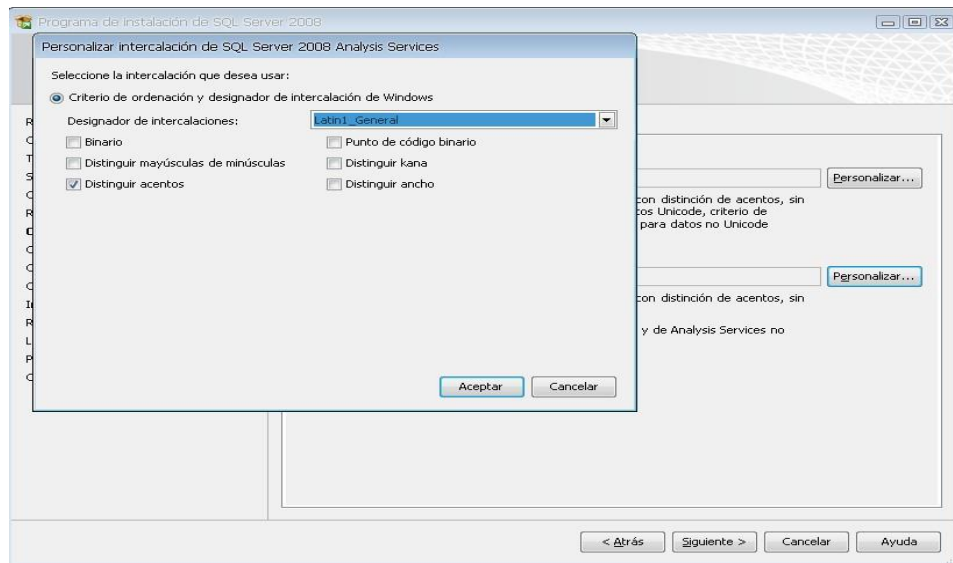 Programa de instalación de SQL Server 2008
Personalizar intercalación de SQL Server 2008 Analysis Services
Seleccione la intercalación que desea usar:
Criterio de ordenación y designador de intercalación de Windows
Designador de intercalaciones:
Latin1_General
Binario
Punto de código binario
Distinguir mayúsculas de minúsculas
Distinguir kana
Distinguir acentos
Distinguir ancho
Aceptar
Cancelar
Personalizar...
con distinción de acentos, sin
tos Unicode, criterio de
para datos no Unicode
Personalizar...
con distinción de acentos, sin
y de Analysis Services no
< Atrás
Siguiente >
Cancelar
Ayuda